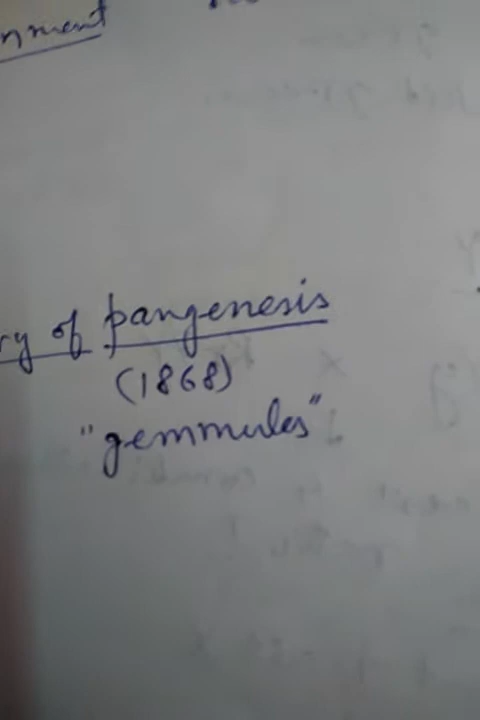 nment
ry of pangenesis
(1868)
"gemmules"